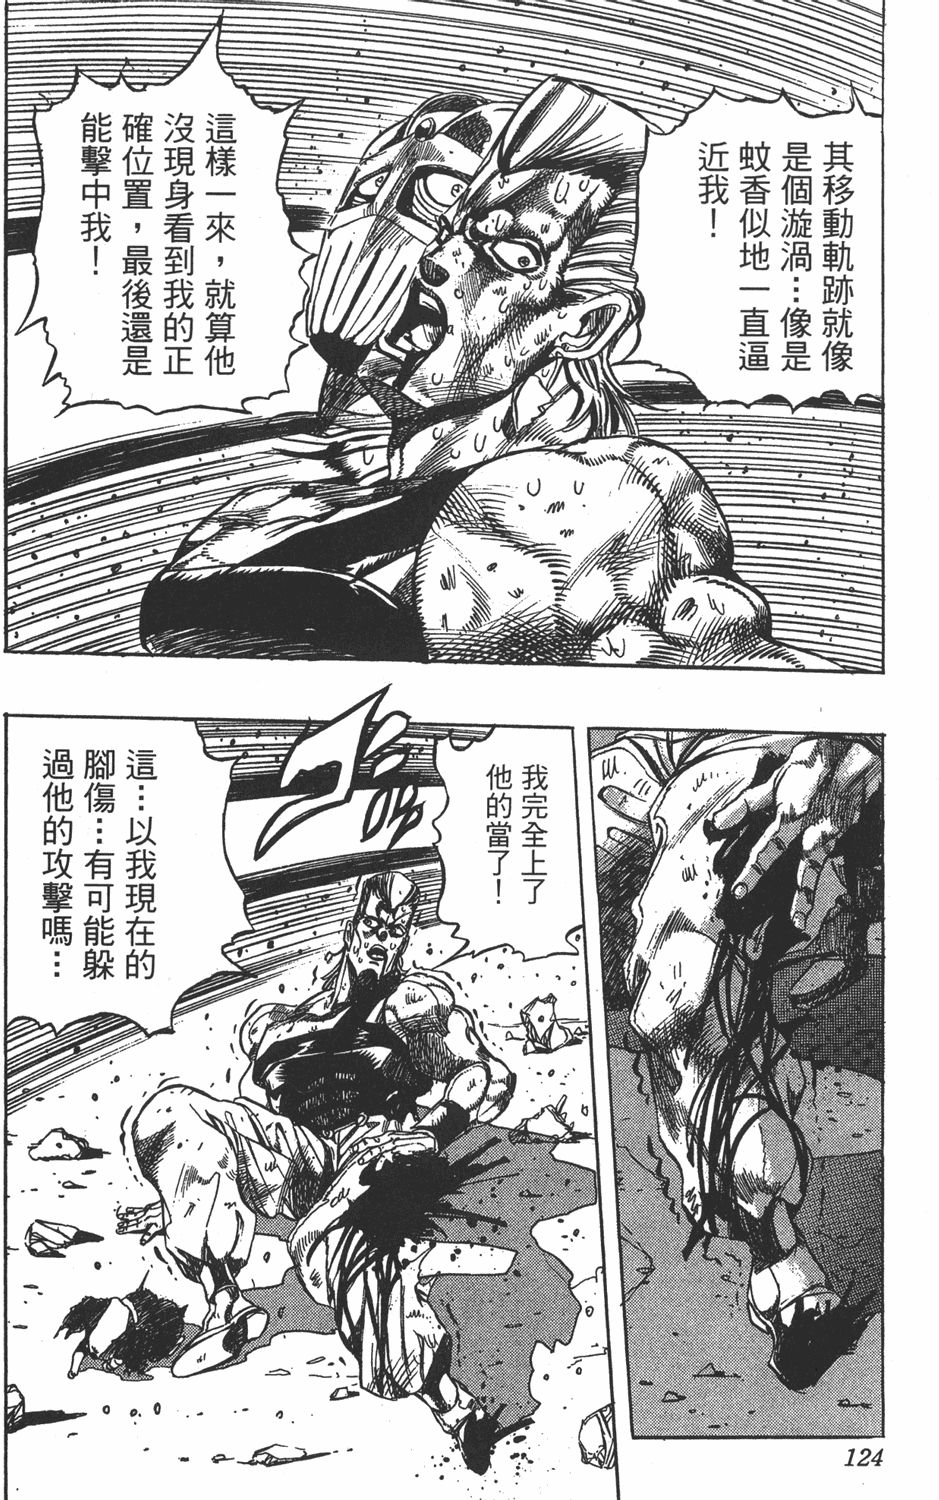 其移動軌跡就像
是個漩渦…像是
蚊香似地一直逼
近我！
這樣一來，就算他
沒現身看到我的正
確位置，最後還是
能擊中我！
我完全上了
他的當了！
這…以我現在的
腳傷…有可能躲
過他的攻擊嗎…
124